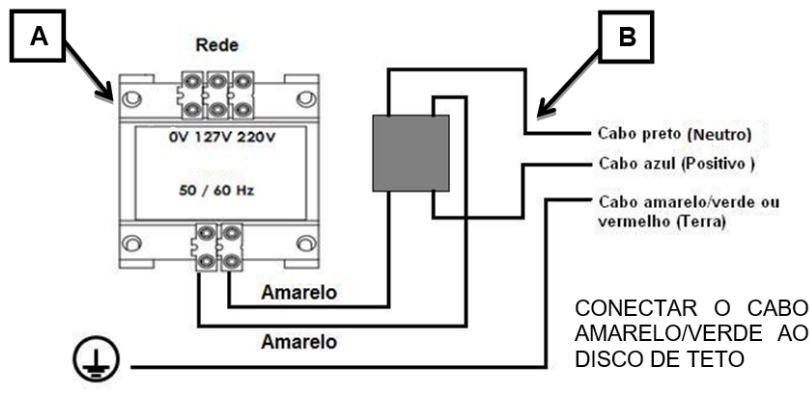 A
Rede
B
0V 127V 220V
50 / 60 Hz
Cabo preto (Neutro)
Cabo azul (Positivo )
Cabo amarelo/verde ou
vermelho (Terra)
Amarelo
Amarelo
CONECTAR O CABO
AMARELO/VERDE AO
DISCO DE TETO